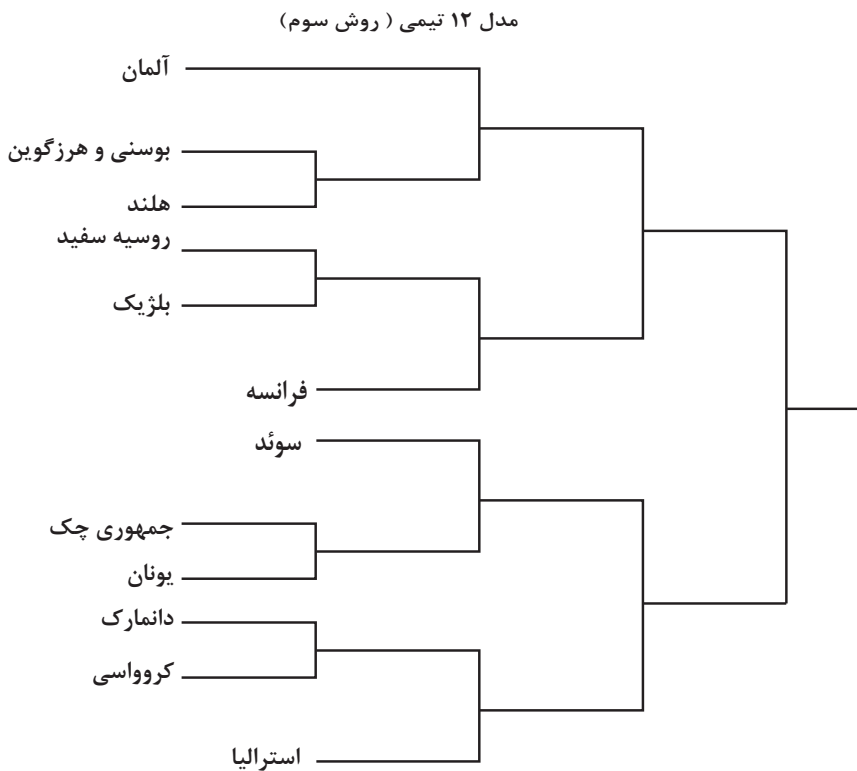 مدل ۱۲ تیمی ( روش سوم)
آلمان
بوسنی و هرزگوین
هلند
روسیه سفید
بلژیک
فرانسه
سوئد
جمهوری چک
یونان
دانمارک
کروواسی
استرالیا